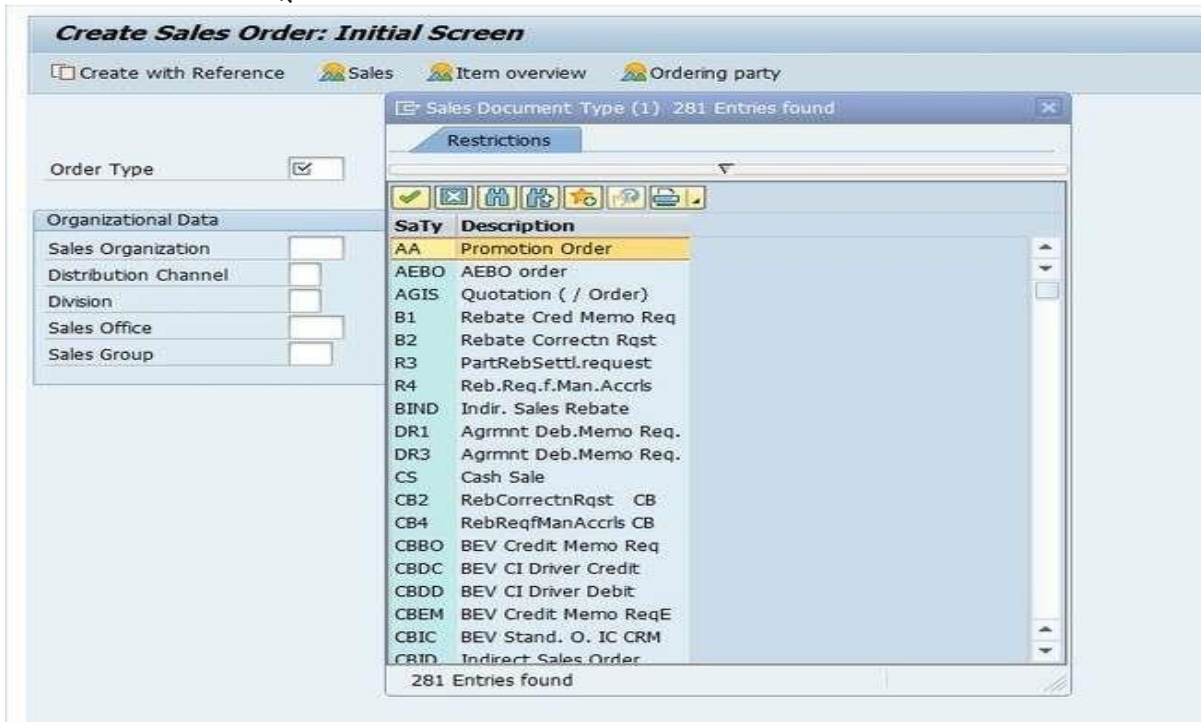 Create Sales Order: Initial Screen
Create with Reference Sales Item overview Ordering party
Sales Document Type (1) 281 Entries found
Restrictions
Order Type
Organizational Data
Sales Organization
Distribution Channel
Division
Sales Office
Sales Group
SaTy Description
AA Promotion Order
AEBO AEBO order
AGIS Quotation ( / Order)
B1 Rebate Cred Memo Req
B2 Rebate Correctn Rqst
R3 PartRebSettl.request
R4 Reb.Req.f.Man.Accrls
BIND Indir. Sales Rebate
DR1 Agrmnt Deb.Memo Req.
DR3 Agrmnt Deb.Memo Req.
CS Cash Sale
CB2 RebCorrectnRqst CB
CB4 RebReqfManAccrls CB
CBBO BEV Credit Memo Req
CBDC BEV CI Driver Credit
CBDD BEV CI Driver Debit
CBEM BEV Credit Memo ReqE
CBIC BEV Stand. O. IC CRM
CBID Indirect Sales Order
281 Entries found